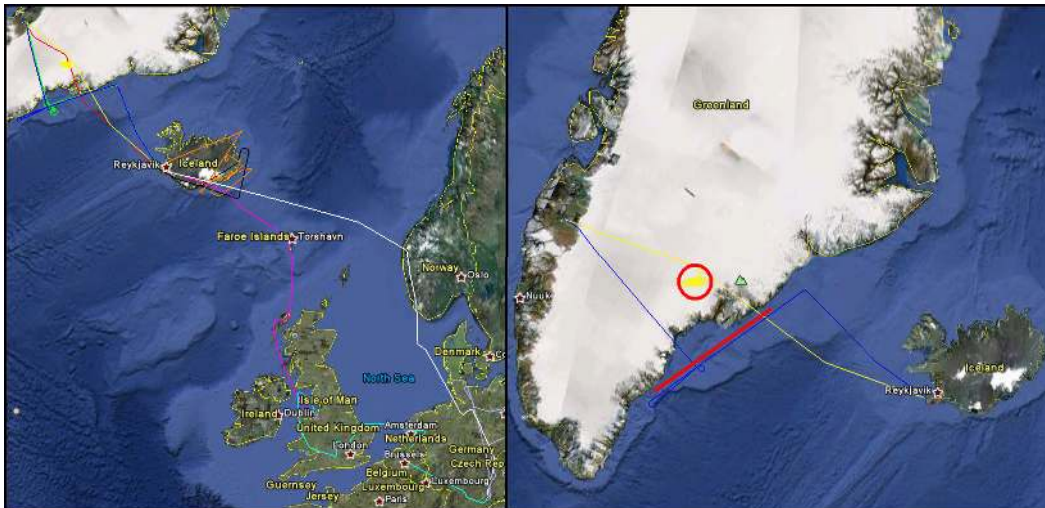 Reykjavik
Iceland
Faroe Islands
Torshavn
Norway
Oslo
Denmark
North Sea
Isle of Man
Ireland
Dublin
United Kingdom
Amsterdam
Netherlands
London
Brussels
Germany
Belgium
Czech Rep
Guernsey
Luxembourg
Luxembourg
Jersey
Paris
Greenland
Nuuk
Iceland
Reykjavik